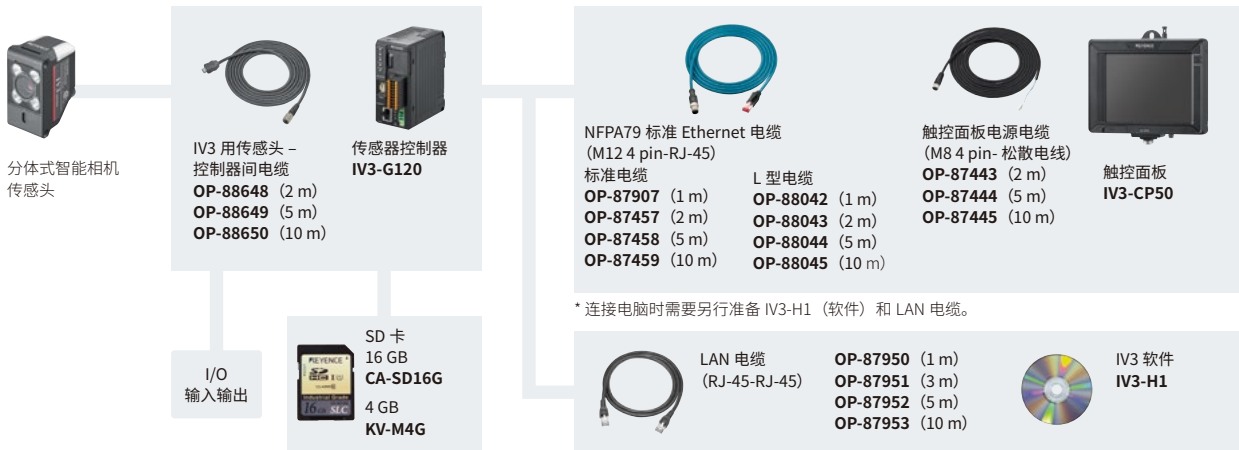 分体式智能相机
传感头
IV3 用传感头 –
控制器间电缆
OP-88648（2 m）
OP-88649（5 m）
OP-88650（10 m）
传感器控制器
IV3-G120
I/O
输入输出
KEYENCE
Industrial Grade
16 GB SLC
SD 卡
16 GB
CA-SD16G
4 GB
KV-M4G
NFPA79 标准 Ethernet 电缆
（M12 4 pin-RJ-45）
标准电缆
OP-87907（1 m）
OP-87457（2 m）
OP-87458（5 m）
OP-87459（10 m）
L 型电缆
OP-88042（1 m）
OP-88043（2 m）
OP-88044（5 m）
OP-88045（10 m）
触控面板电源电缆
（M8 4 pin- 松散电线）
OP-87443（2 m）
OP-87444（5 m）
OP-87445（10 m）
KEYENCE
触控面板
IV3-CP50
* 连接电脑时需要另行准备 IV3-H1（软件）和 LAN 电缆。
LAN 电缆
（RJ-45-RJ-45）
OP-87950（1 m）
OP-87951（3 m）
OP-87952（5 m）
OP-87953（10 m）
IV3 软件
IV3-H1